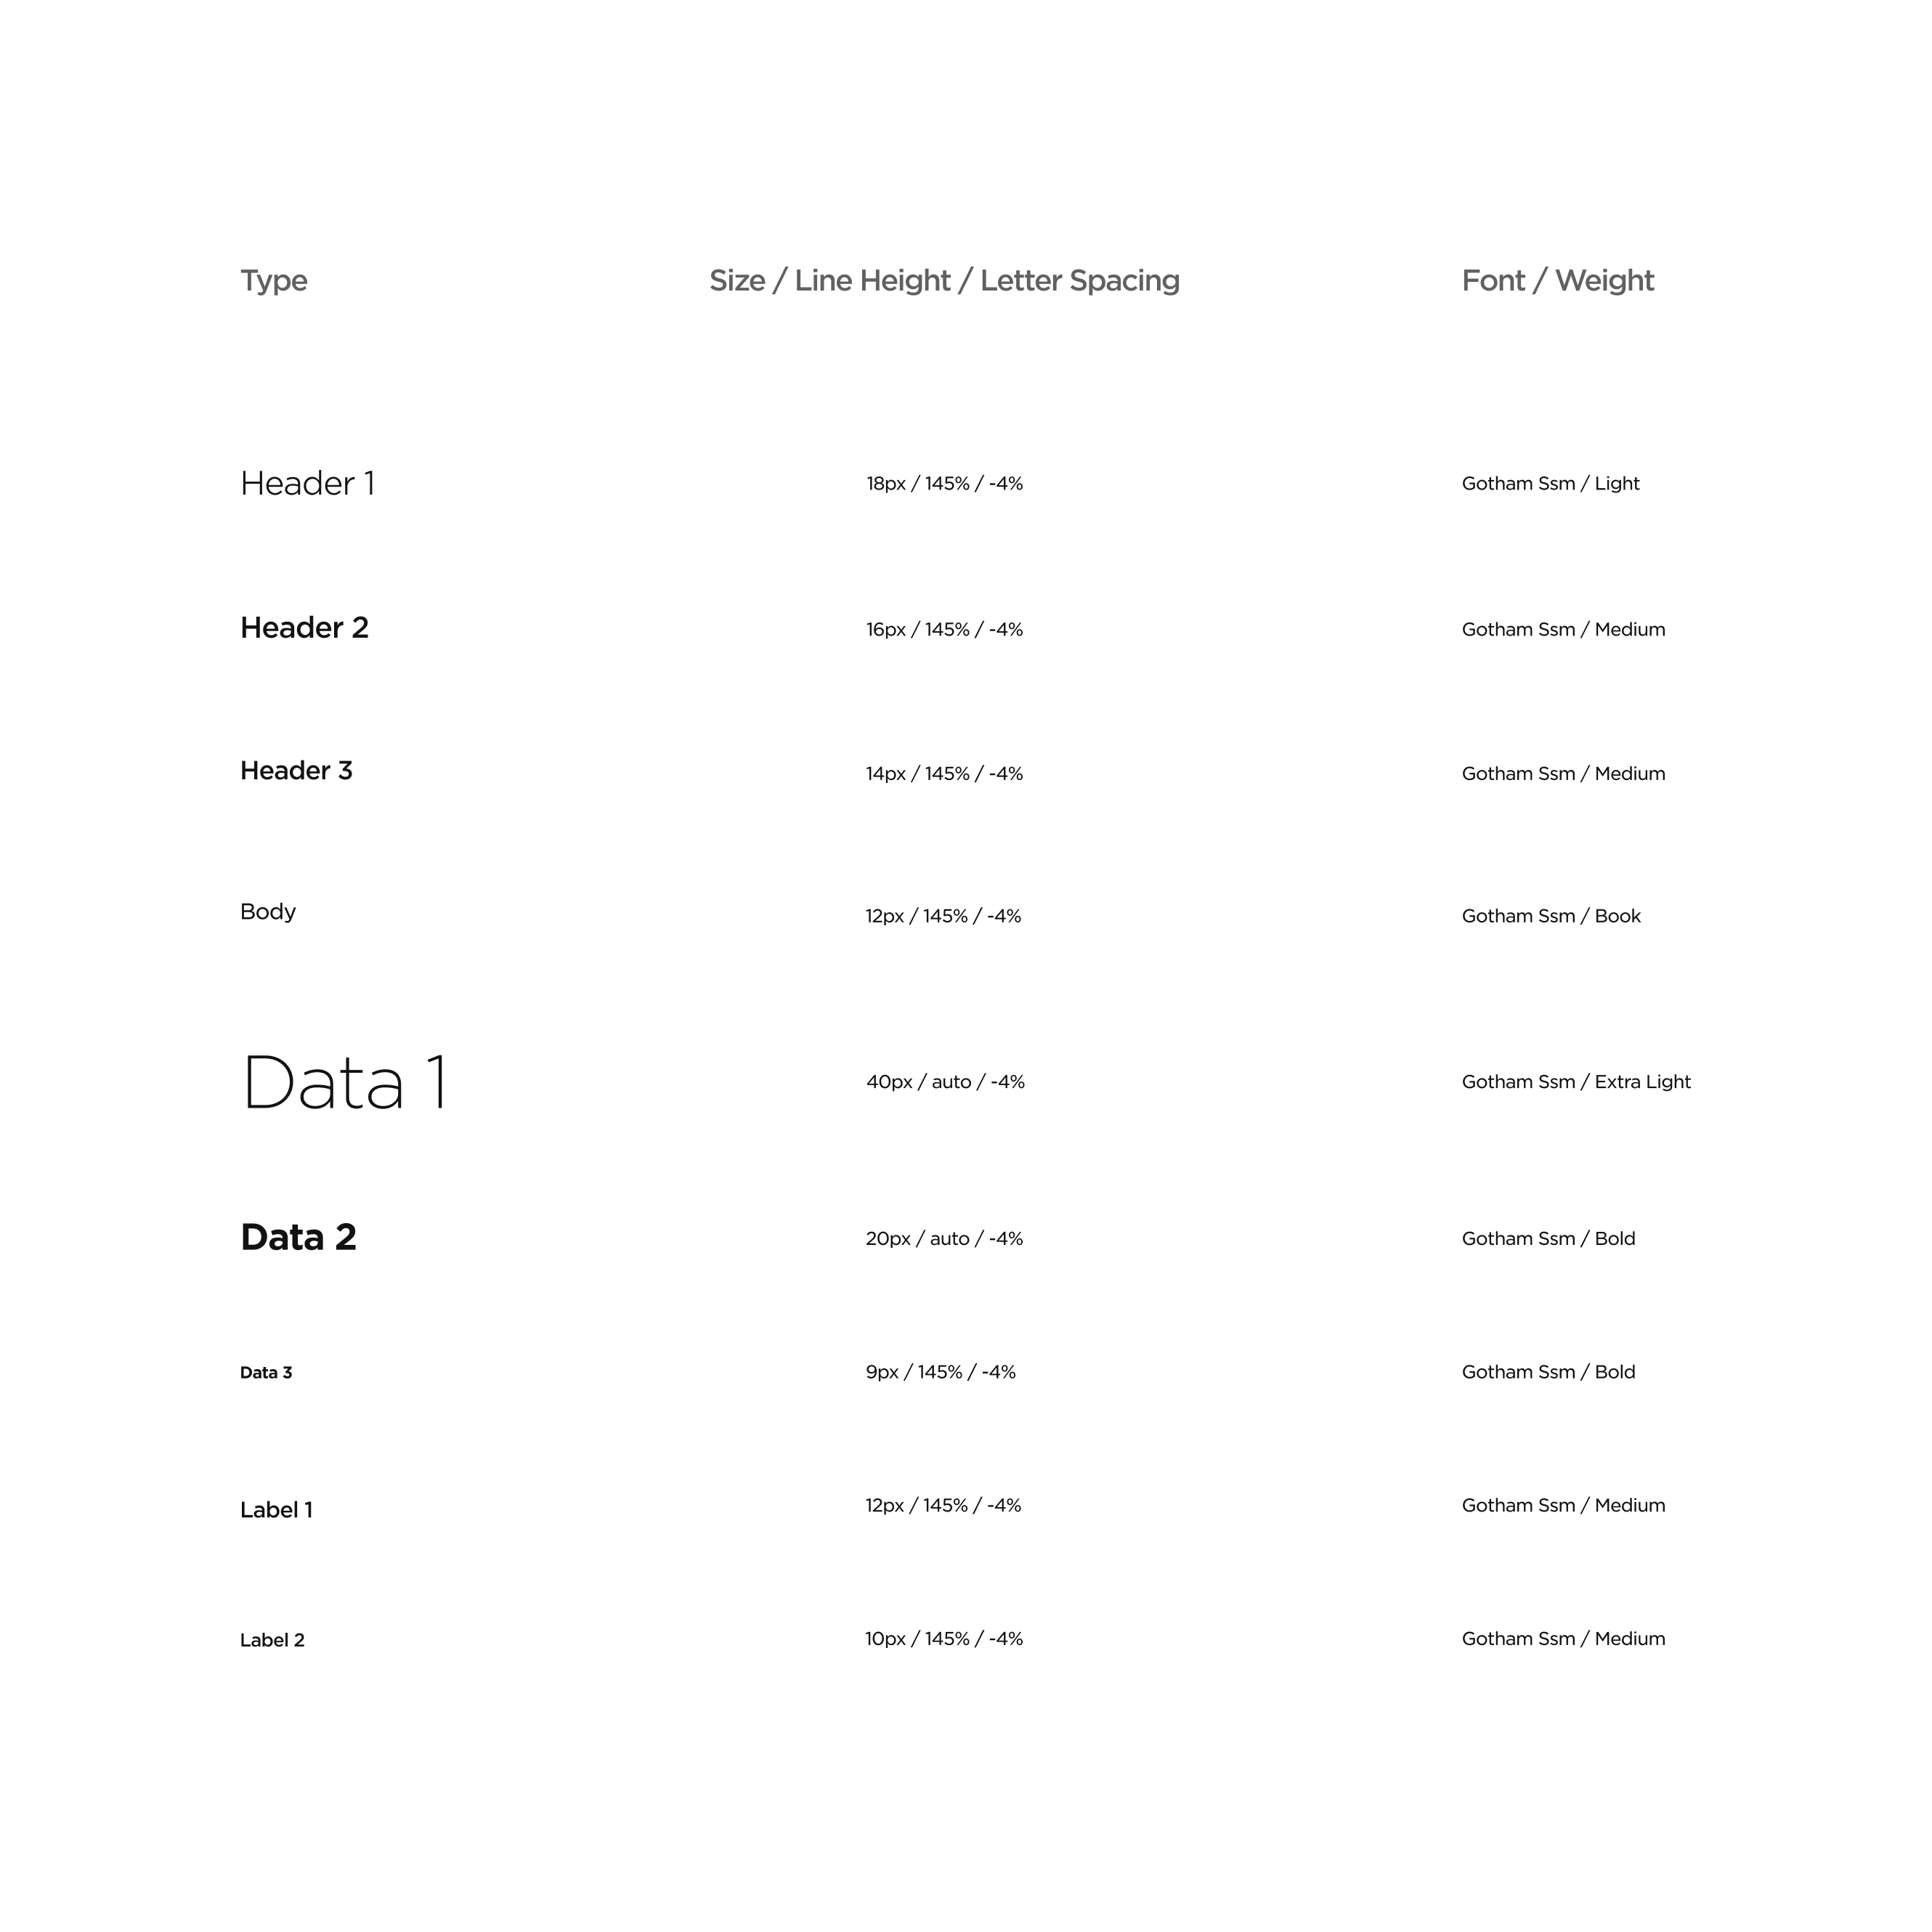 Type Size / Line Height / Letter Spacing Font / Weight
Header 1 18px / 145% / -4% Gotham Ssm / Light
Header 2 16px / 145% / -4% Gotham Ssm / Medium
Header 3 14px / 145% / -4% Gotham Ssm / Medium
Body 12px / 145% / -4% Gotham Ssm / Book
Data 1 40px / auto / -4% Gotham Ssm / Extra Light
Data 2 20px / auto / -4% Gotham Ssm / Bold
Data 3 9px / 145% / -4% Gotham Ssm / Bold
Label 1 12px / 145% / -4% Gotham Ssm / Medium
Label 2 10px / 145% / -4% Gotham Ssm / Medium